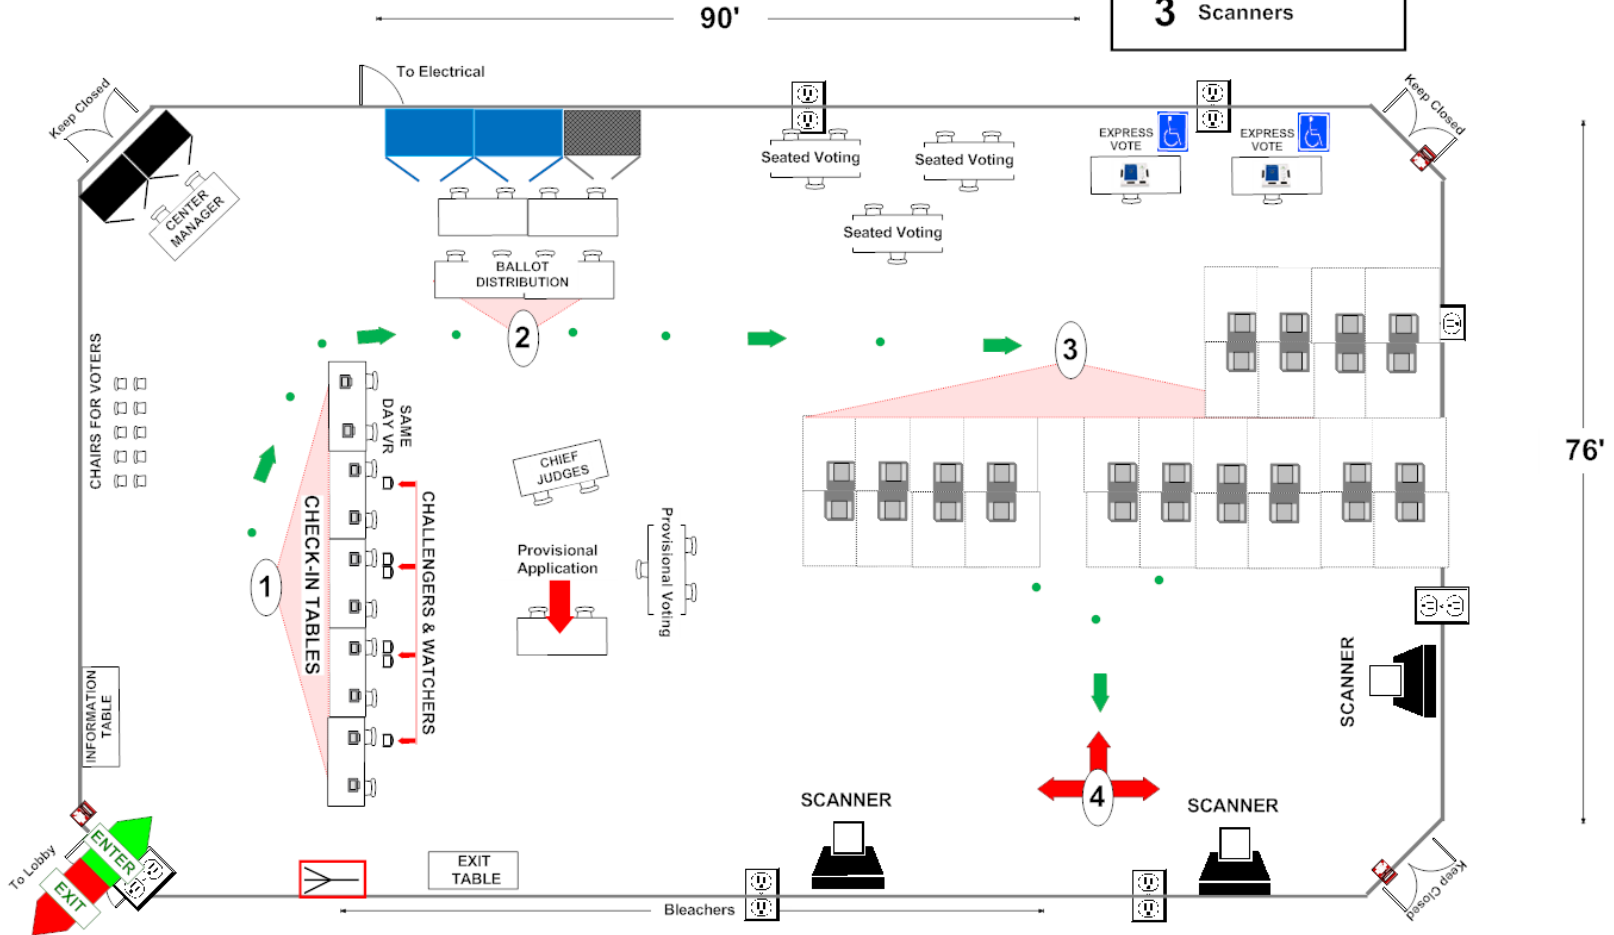 90'
3 Scanners
To Electrical
Keep Closed
Keep Closed
EXPRESS
VOTE
EXPRESS
VOTE
Seated Voting
Seated Voting
Seated Voting
CENTER
MANAGER
BALLOT
DISTRIBUTION
2
3
CHAIRS FOR VOTERS
SAME
DAY VR
76'
CHIEF
JUDGES
CHECK-IN TABLES
CHALLENGERS & WATCHERS
Provisional
Application
Provisional Voting
1
INFORMATION
TABLE
SCANNER
4
SCANNER
SCANNER
ENTER
EXIT
To Lobby
EXIT
TABLE
Keep Closed
Bleachers